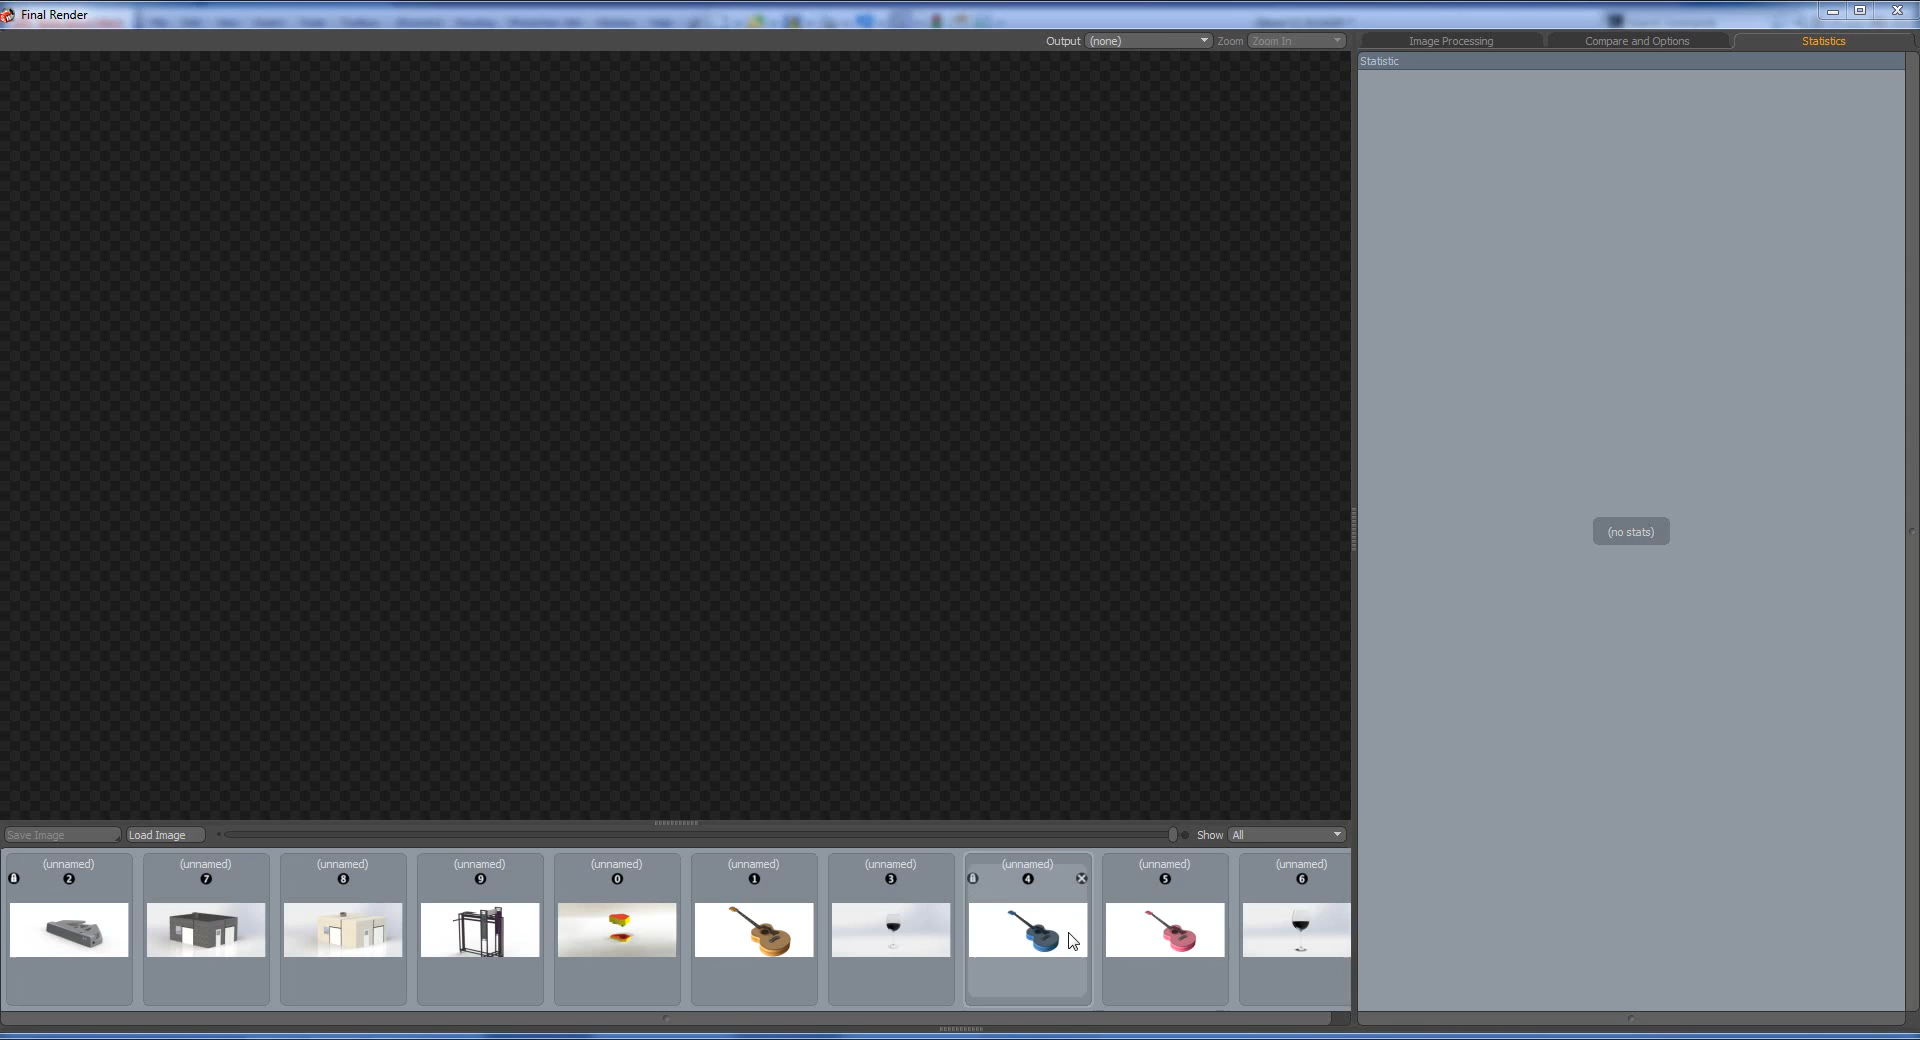 Final Render
Output (none) Zoom Zoom In
Image Processing Compare and Options Statistics
Statistic
(no stats)
Save Image Load Image Show All
(unnamed) (unnamed) (unnamed) (unnamed) (unnamed) (unnamed) (unnamed) (unnamed) (unnamed) (unnamed)
2 7 8 9 0 1 3 4 5 6